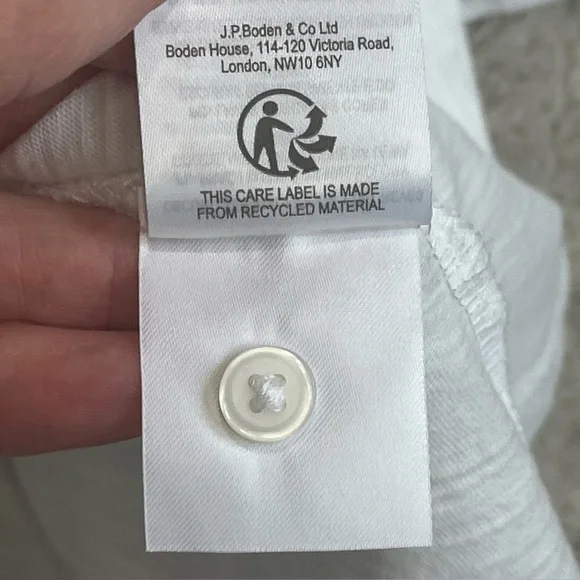 J.P.Boden & Co Ltd
Boden House, 114-120 Victoria Road,
London, NW10 6NY
THIS CARE LABEL IS MADE
FROM RECYCLED MATERIAL